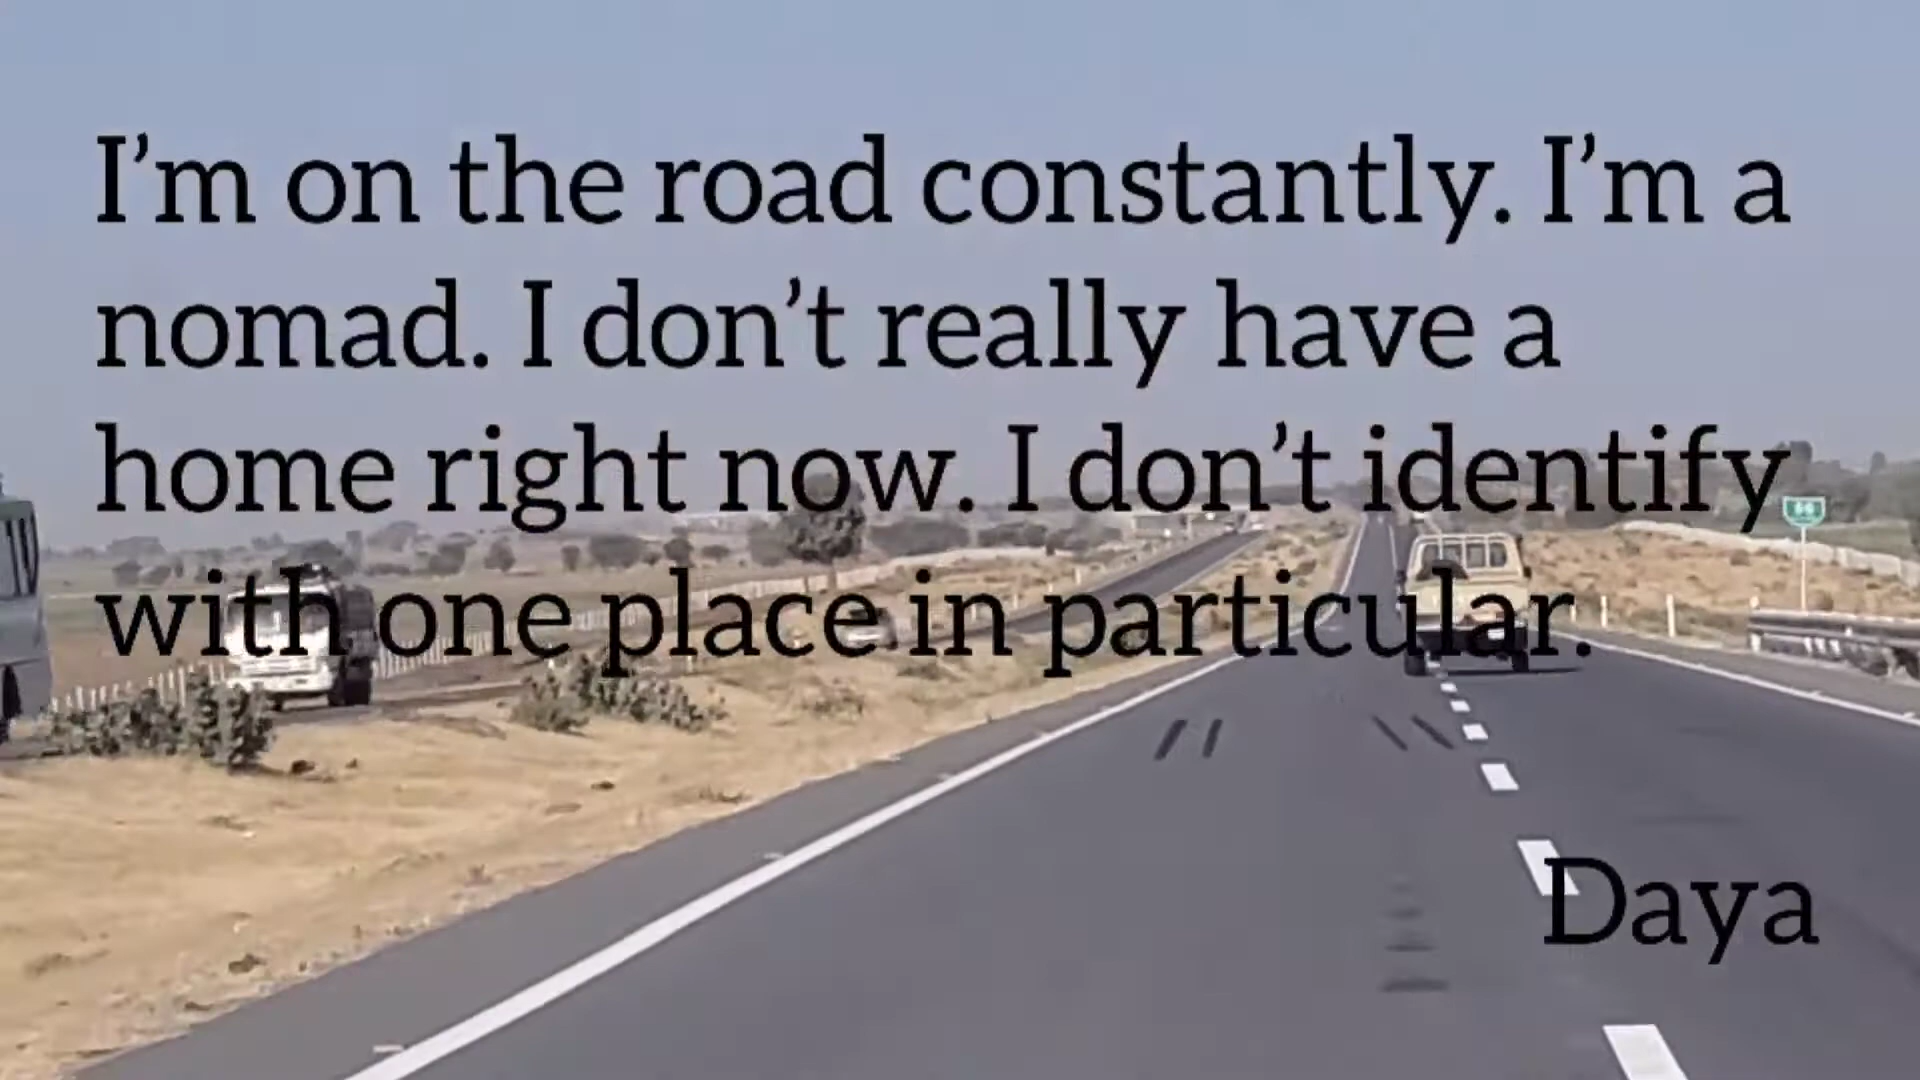 I’m on the road constantly. I’m a
nomad. I don’t really have a
home right now. I don’t identify
with one place in particular.
Daya